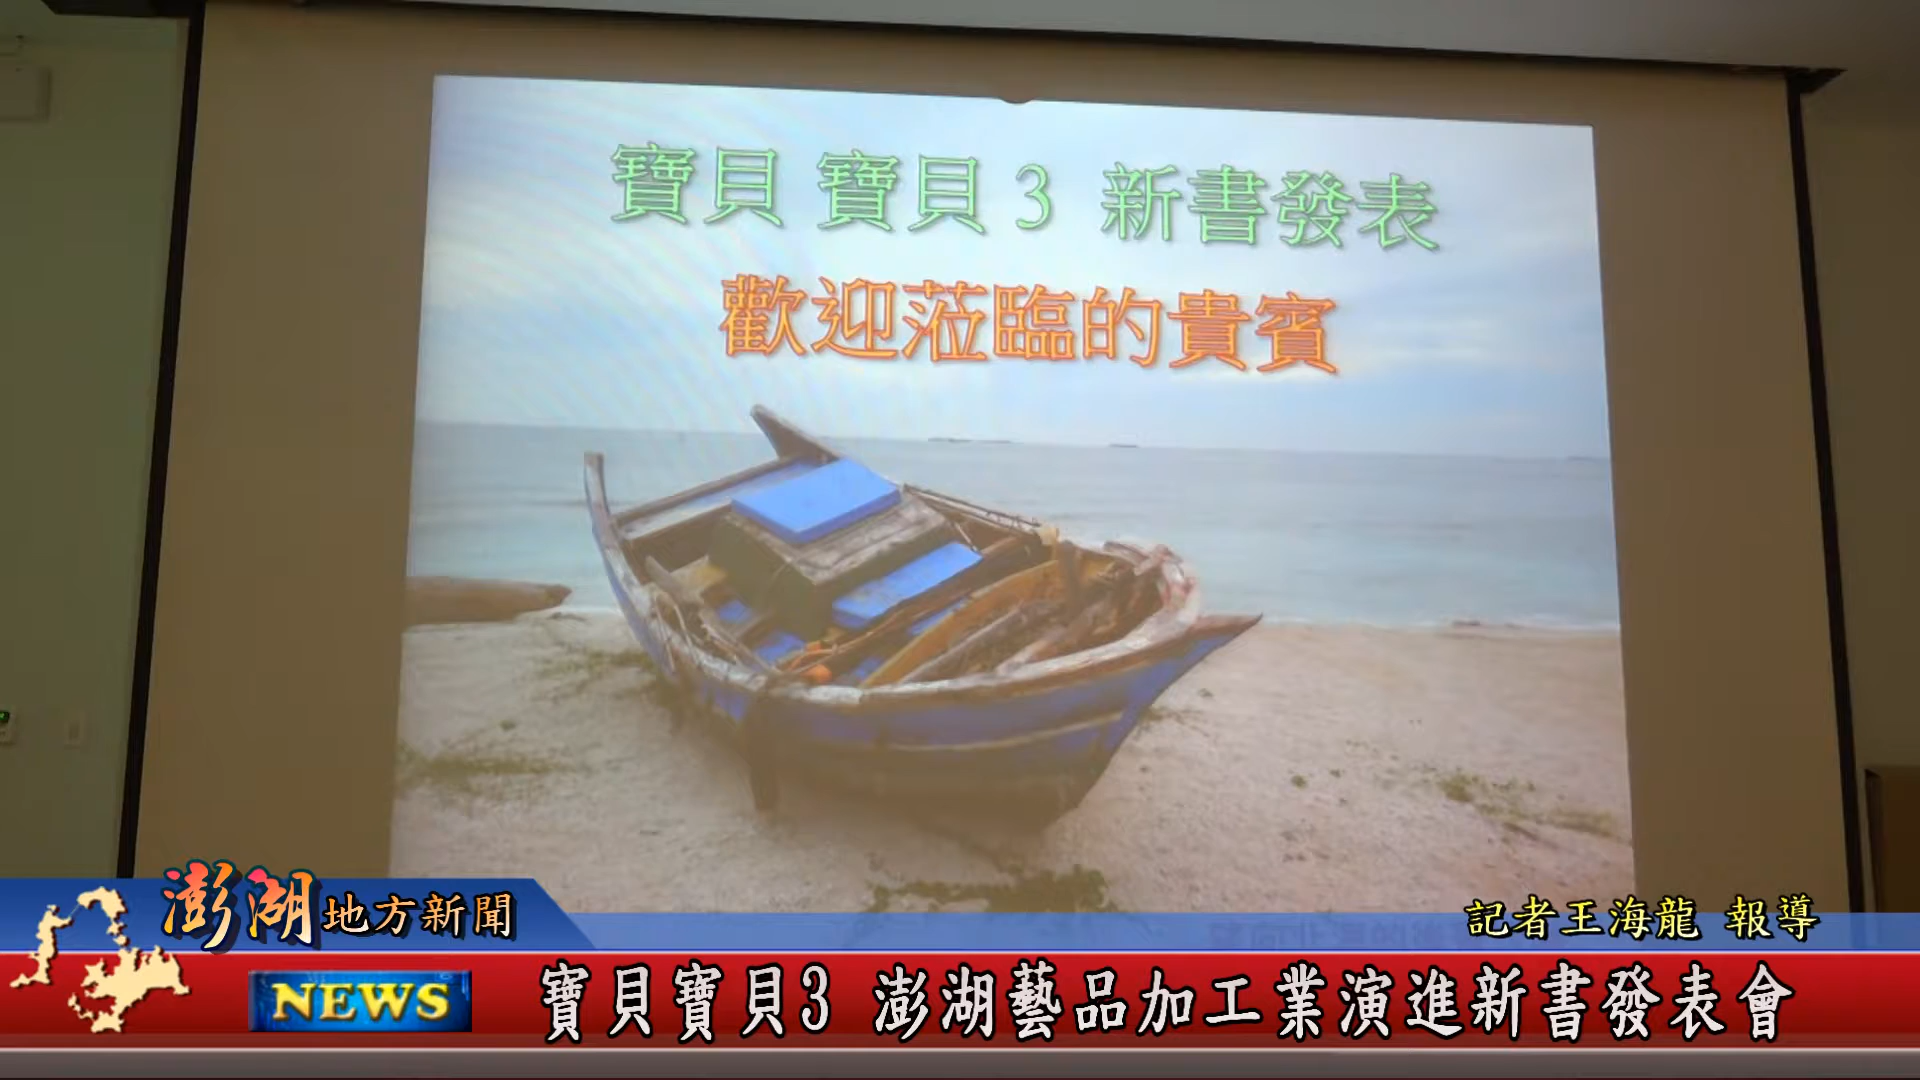 寶貝 寶貝 3 新書發表
歡迎蒞臨的貴賓
澎湖地方新聞
記者王海龍 報導
NEWS
寶貝寶貝3 澎湖藝品加工業演進新書發表會